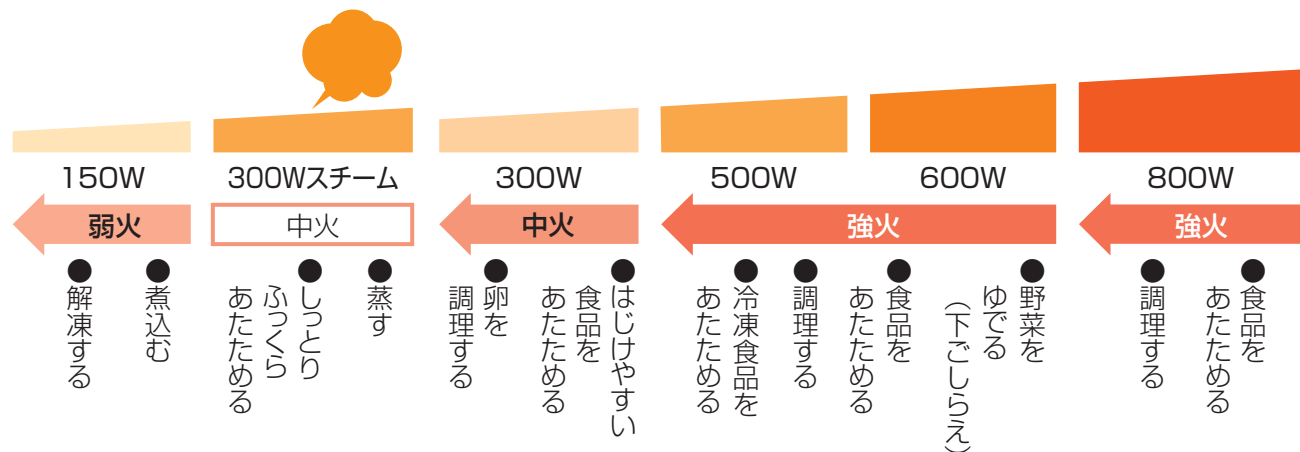 150W
300Wスチーム
300W
500W
600W
800W
弱火
中火
中火
強火
強火
●煮込む
●解凍する
●蒸す
●しっとり
ふっくら
あたためる
●はじけやすい
食品を
あたためる
●卵を
調理する
●野菜を
ゆでる
（下ごしらえ）
●食品を
あたためる
●調理する
●冷凍食品を
あたためる
●食品を
あたためる
●調理する